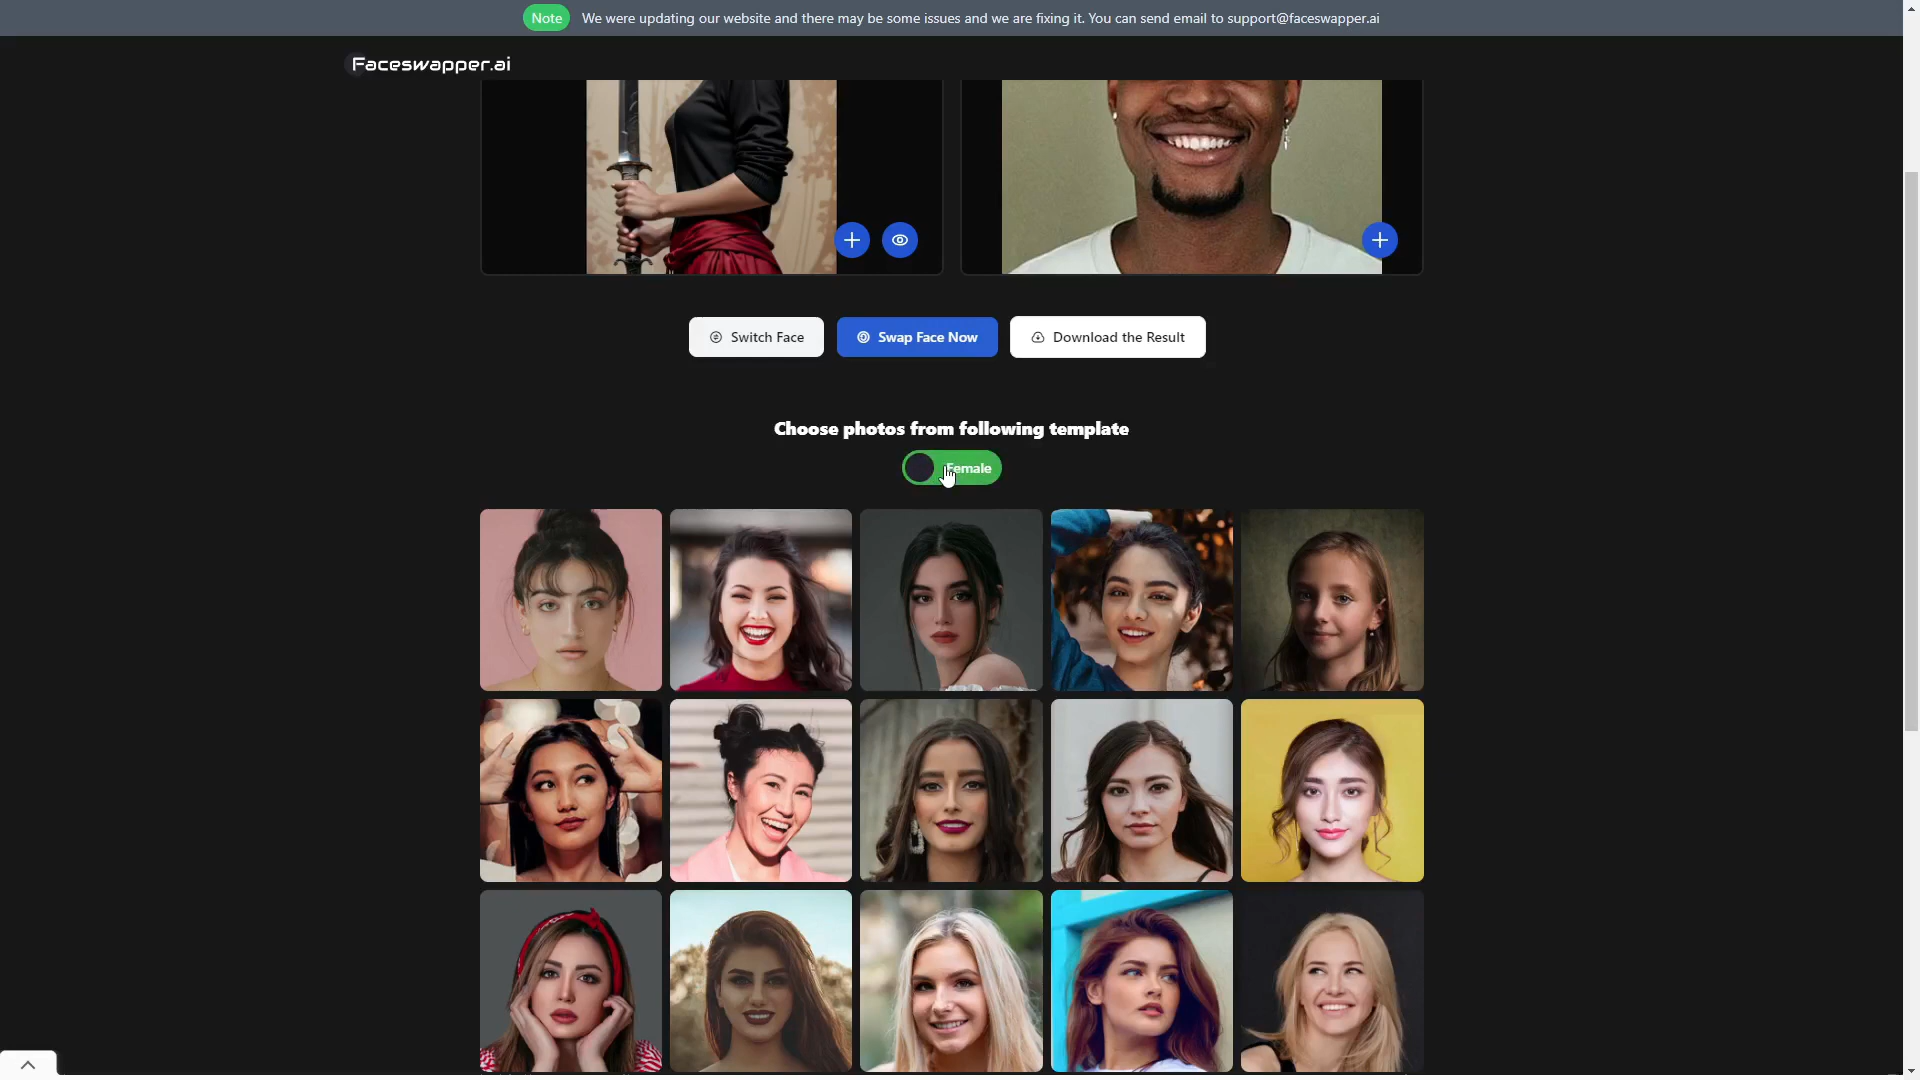 Note We were updating our website and there may be some issues and we are fixing it. You can send email to support@faceswapper.ai
Faceswapper.ai
Switch Face Swap Face Now Download the Result
Choose photos from following template
Female